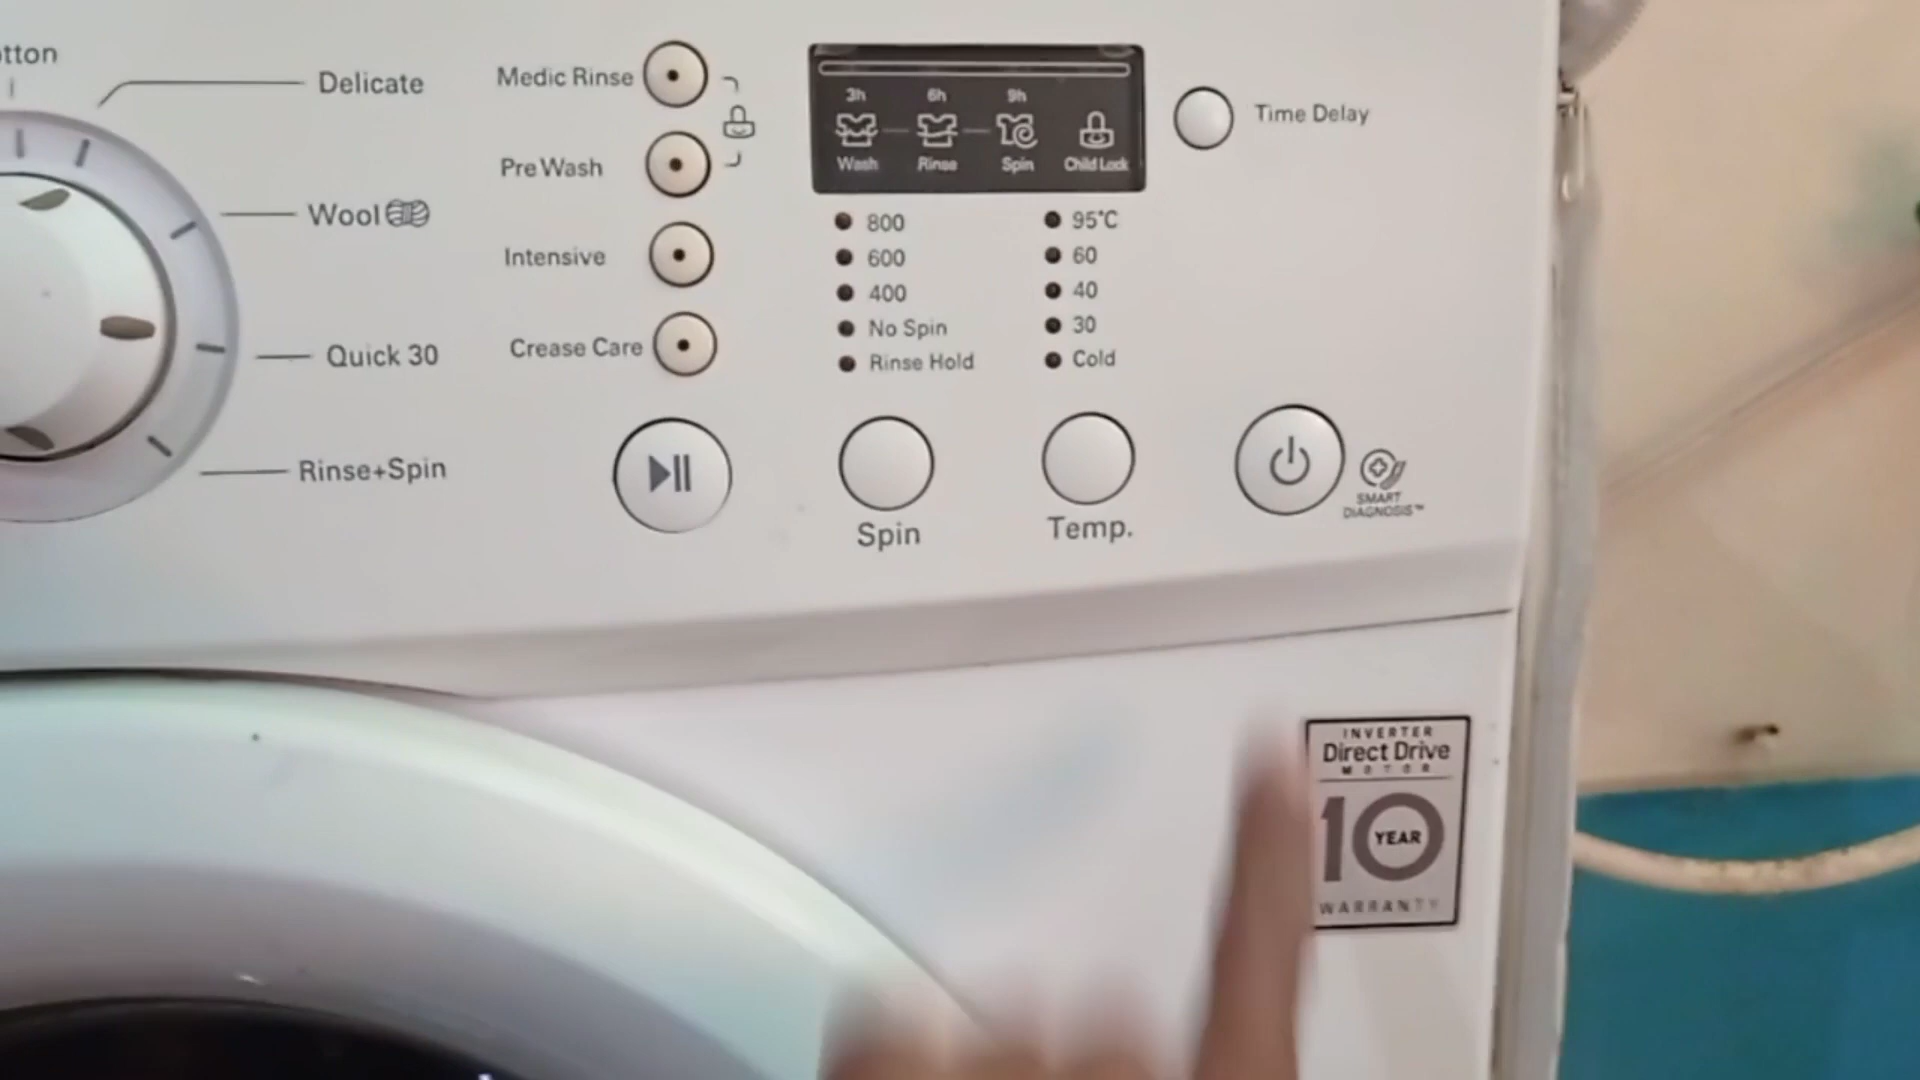 Delicate
Wool
Quick 30
Rinse+Spin
Medic Rinse
Pre Wash
Intensive
Crease Care
3h 6h 9h
Wash Rinse Spin Child Lock
Time Delay
800
600
400
No Spin
Rinse Hold
95°C
60
40
30
Cold
Spin
Temp.
SMART
DIAGNOSIS™
INVERTER
Direct Drive
MOTOR
10
YEAR
WARRANTY